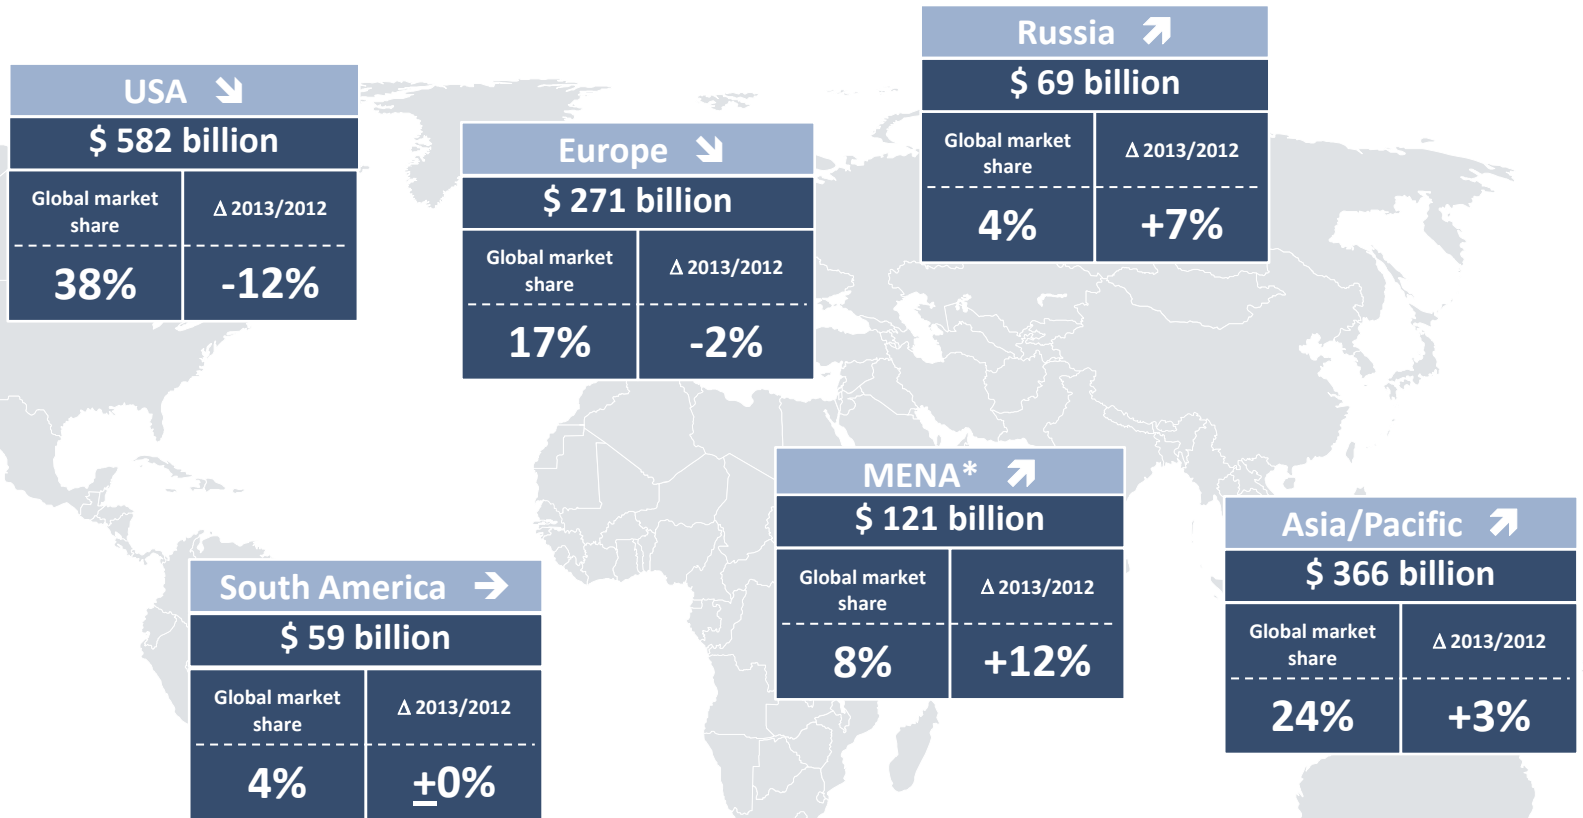 USA
$ 582 billion
Global market
share
Δ 2013/2012
38%
-12%
Europe
$ 271 billion
Global market
share
Δ 2013/2012
17%
-2%
Russia
$ 69 billion
Global market
share
Δ 2013/2012
4%
+7%
South America
$ 59 billion
Global market
share
Δ 2013/2012
4%
±0%
MENA*
$ 121 billion
Global market
share
Δ 2013/2012
8%
+12%
Asia/Pacific
$ 366 billion
Global market
share
Δ 2013/2012
24%
+3%